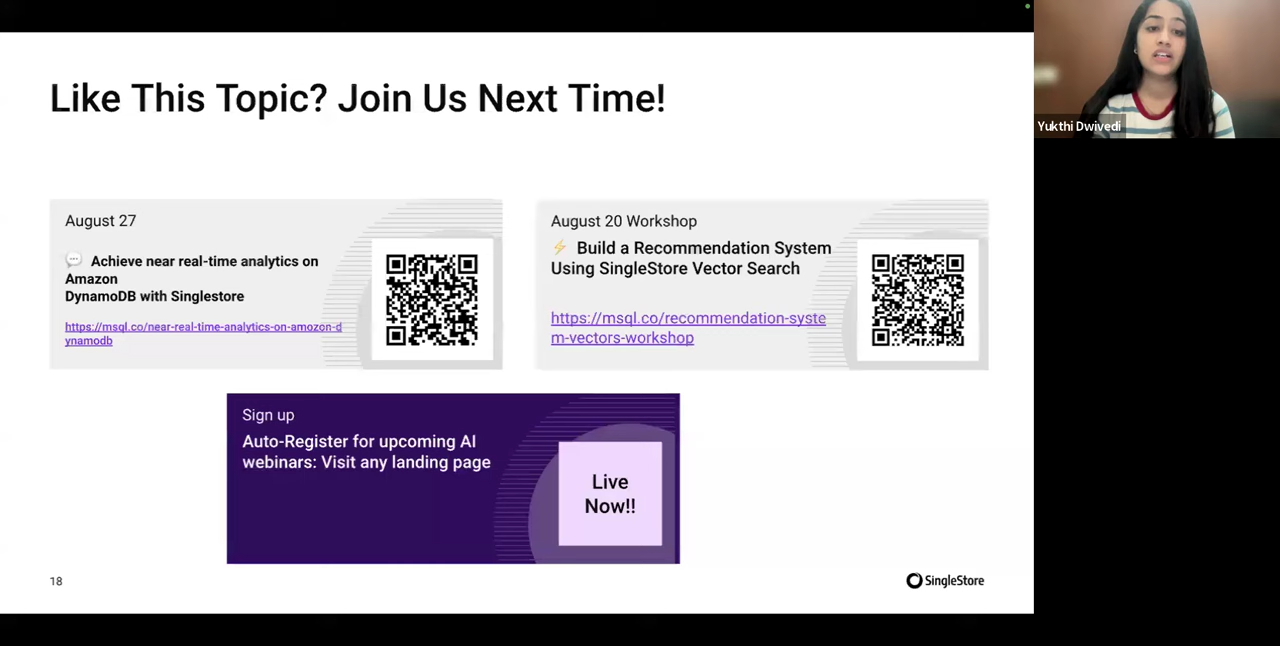 Like This Topic? Join Us Next Time!
Yukthi Dwivedi
August 27
Achieve near real-time analytics on
Amazon
DynamoDB with Singlestore
https://msql.co/near-real-time-analytics-on-amozon-d
ynamodb
August 20 Workshop
Build a Recommendation System
Using SingleStore Vector Search
https://msql.co/recommendation-syste
m-vectors-workshop
Sign up
Auto-Register for upcoming AI
webinars: Visit any landing page
Live
Now!!
18
SingleStore